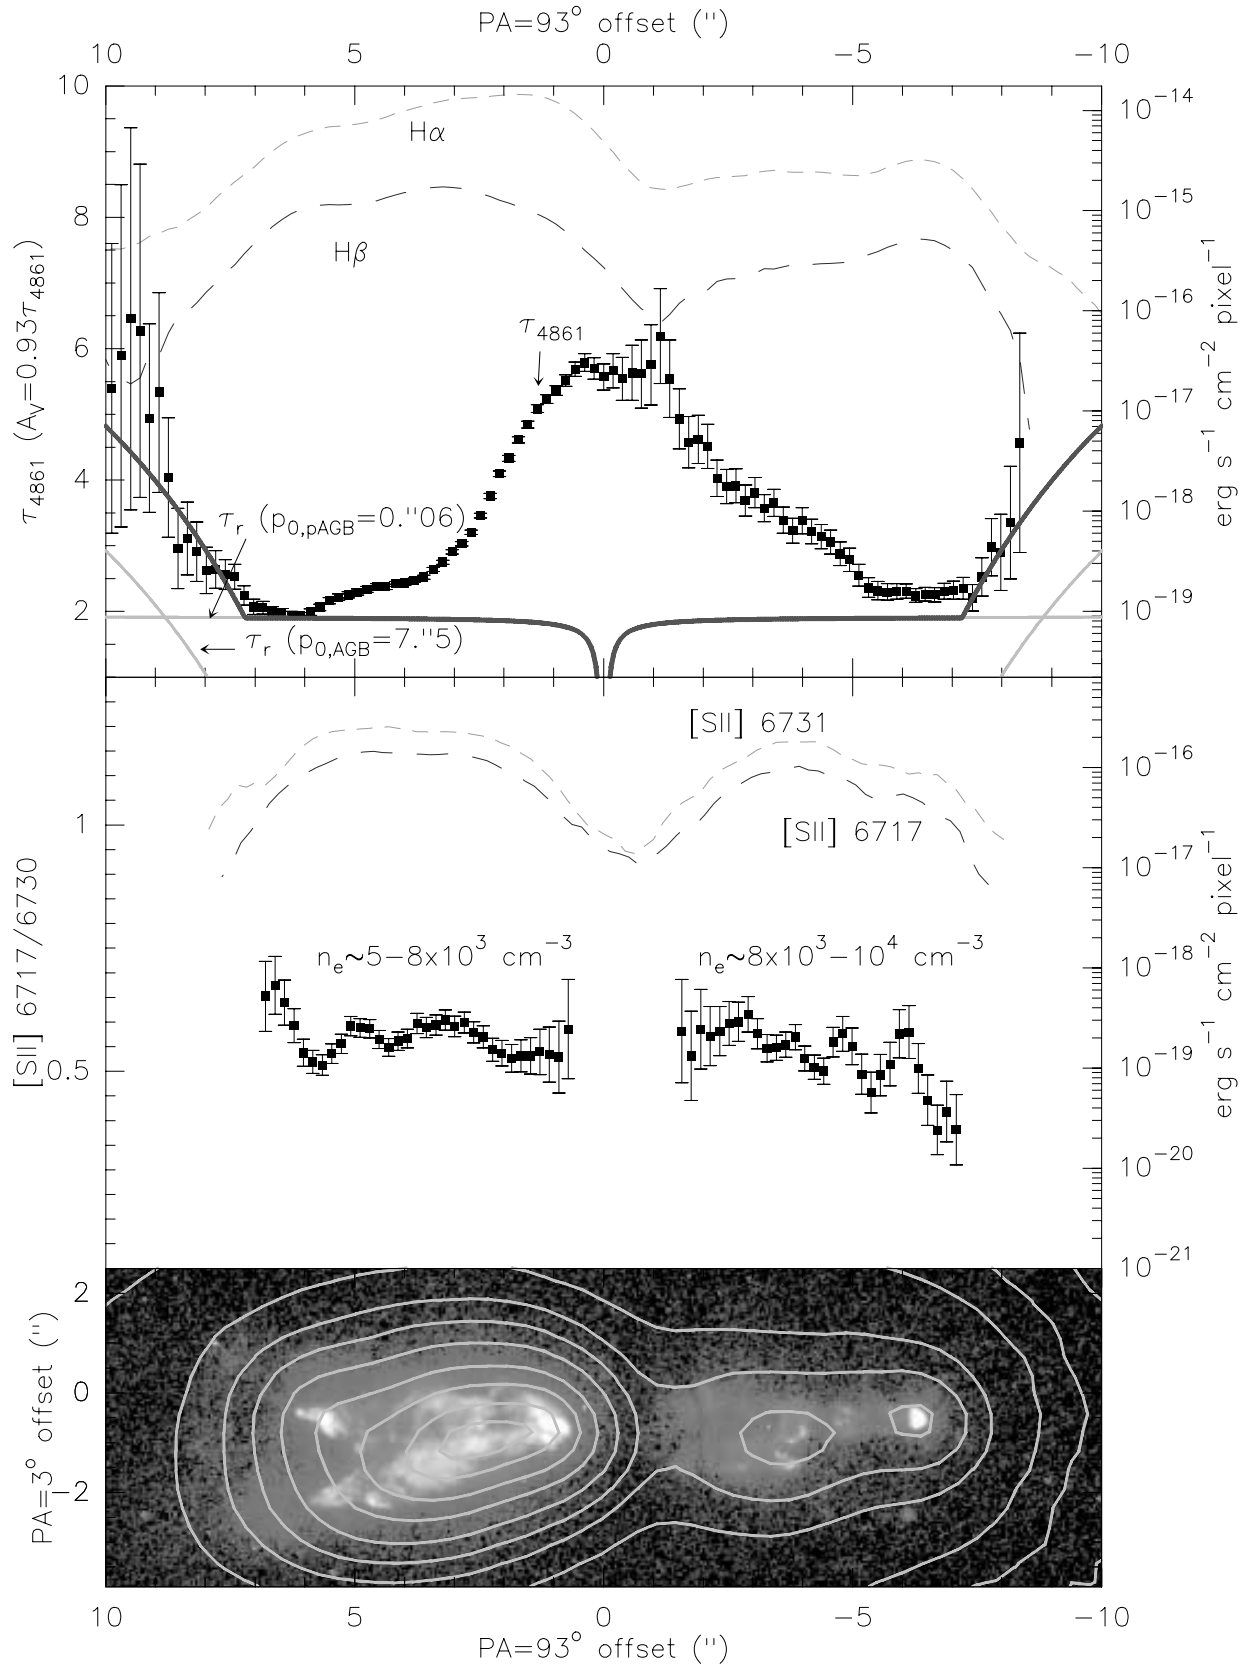 PA=93° offset (")
10 5 0 −5 −10
10
8
6
4
2
τ4861 (AV=0.93τ4861)
Hα
Hβ
τ4861
τr (p0,pAGB=0."06)
τr (p0,AGB=7."5)
10−14
10−15
10−16
10−17
10−18
10−19
erg s−1 cm−2 pixel−1
[SII] 6731
[SII] 6717
1
0.5
[SII] 6717/6730
ne~5−8x10³ cm−3
ne~8x10³−10⁴ cm−3
10−16
10−17
10−18
10−19
10−20
10−21
erg s−1 cm−2 pixel−1
2
0
−2
PA=3° offset (")
10 5 0 −5 −10
PA=93° offset (")